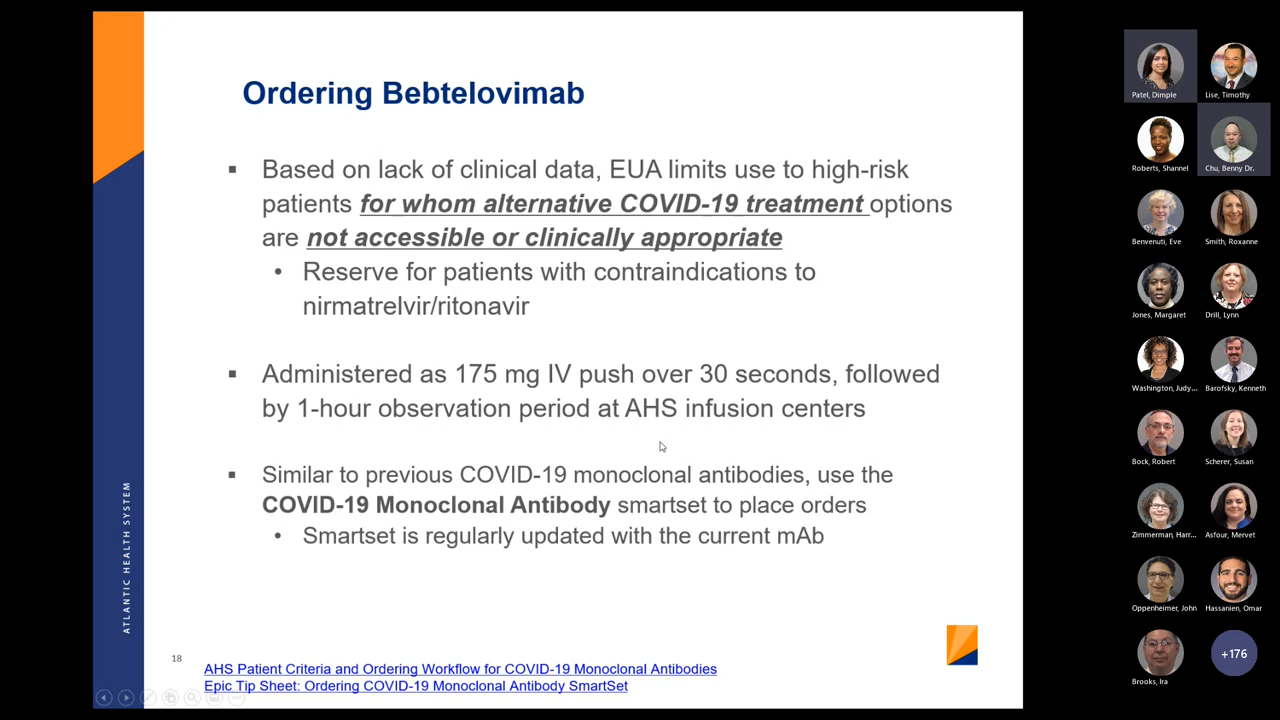 Ordering Bebtelovimab
▪ Based on lack of clinical data, EUA limits use to high-risk
patients for whom alternative COVID-19 treatment options
are not accessible or clinically appropriate
• Reserve for patients with contraindications to
nirmatrelvir/ritonavir
▪ Administered as 175 mg IV push over 30 seconds, followed
by 1-hour observation period at AHS infusion centers
▪ Similar to previous COVID-19 monoclonal antibodies, use the
COVID-19 Monoclonal Antibody smartset to place orders
• Smartset is regularly updated with the current mAb
ATLANTIC HEALTH SYSTEM
18
AHS Patient Criteria and Ordering Workflow for COVID-19 Monoclonal Antibodies
Epic Tip Sheet: Ordering COVID-19 Monoclonal Antibody SmartSet
Patel, Dimple
Lise, Timothy
Roberts, Shannel
Chu, Benny Dr.
Benvenuti, Eve
Smith, Roxanne
Jones, Margaret
Drill, Lynn
Washington, Judy...
Barofsky, Kenneth
Bock, Robert
Scherer, Susan
Zimmerman, Harr...
Asfour, Mervet
Oppenheimer, John
Hassanien, Omar
Brooks, Ira
+176